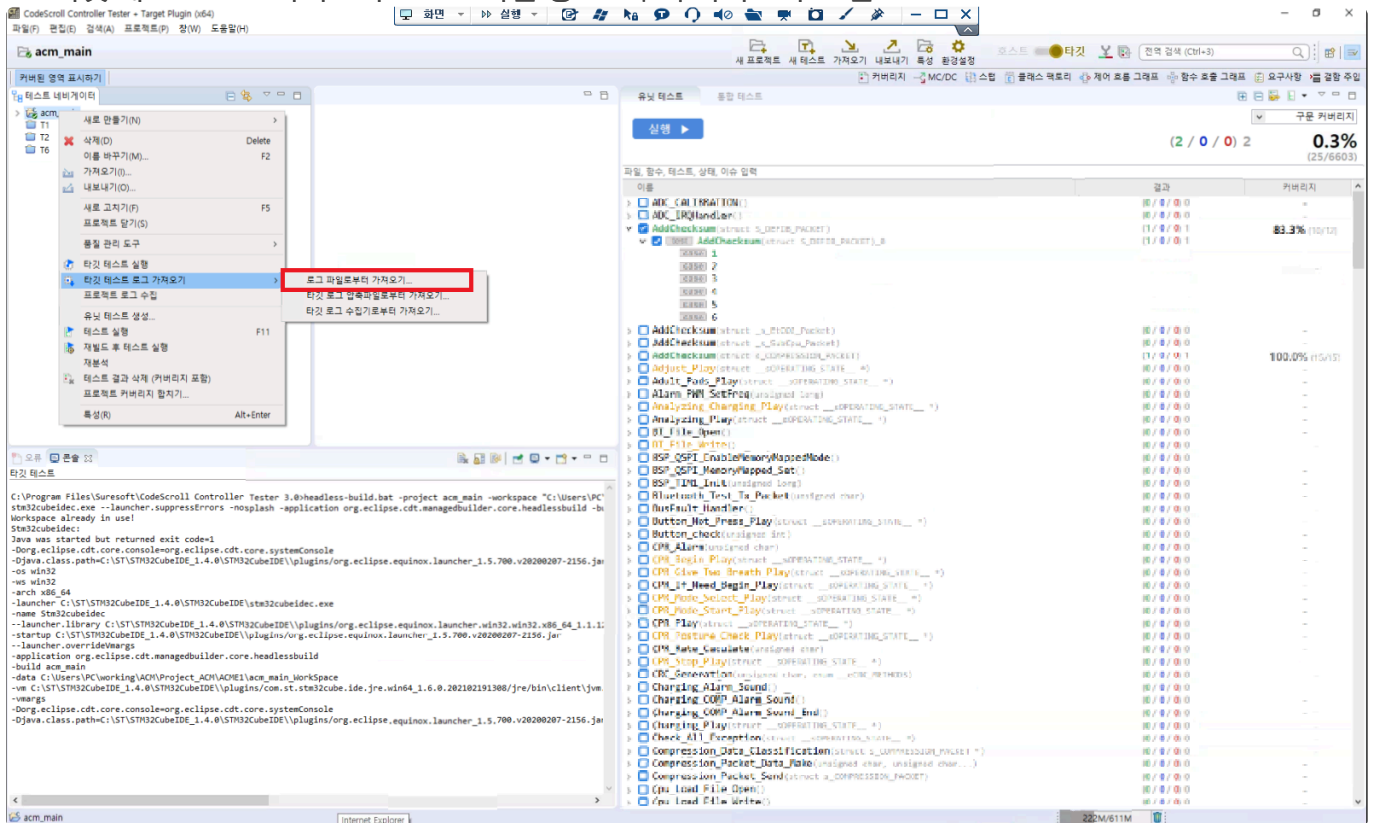 CodeScroll Controller Tester + Target Plugin (x64)
화면 실행
파일(F) 편집(E) 검색(A) 프로젝트(P) 창(W) 도움말(H)
acm_main
새 프로젝트 새 테스트 가져오기 내보내기 특성 환경설정
호스트 타깃
전역 검색 (Ctrl+3)
커버된 영역 표시하기
커버리지 MC/DC 스텁 클래스 팩토리 제어 흐름 그래프 함수 호출 그래프 요구사항 결함 주입
테스트 네비게이터
acm_
T1
T2
T6
새로 만들기(N)
삭제(D) Delete
이름 바꾸기(M)... F2
가져오기(I)...
내보내기(O)...
새로 고치기(F) F5
프로젝트 닫기(S)
품질 관리 도구
타깃 테스트 실행
타깃 테스트 로그 가져오기
프로젝트 로그 수집
유닛 테스트 생성...
테스트 실행 F11
재빌드 후 테스트 실행
재분석
테스트 결과 삭제 (커버리지 포함)
프로젝트 커버리지 합치기...
특성(R) Alt+Enter
로그 파일로부터 가져오기...
타깃 로그 압축파일로부터 가져오기...
타깃 로그 수집기로부터 가져오기...
오류 콘솔
타깃 테스트
C:\Program Files\Suresoft\CodeScroll Controller Tester 3.0>headless-build.bat -project acm_main -workspace "C:\Users\PC'
stm32cubeidec.exe --launcher.suppressErrors -nosplash -application org.eclipse.cdt.managedbuilder.core.headlessbuild -bu
Workspace already in use!
Stm32cubeidec:
Java was started but returned exit code=1
-Dorg.eclipse.cdt.core.console=org.eclipse.cdt.core.systemConsole
-Djava.class.path=C:\ST\STM32CubeIDE_1.4.0\STM32CubeIDE\\plugins/org.eclipse.equinox.launcher_1.5.700.v20200207-2156.jar
-os win32
-ws win32
-arch x86_64
-launcher C:\ST\STM32CubeIDE_1.4.0\STM32CubeIDE\stm32cubeidec.exe
-name Stm32cubeidec
--launcher.library C:\ST\STM32CubeIDE_1.4.0\STM32CubeIDE\\plugins/org.eclipse.equinox.launcher.win32.win32.x86_64_1.1.12
-startup C:\ST\STM32CubeIDE_1.4.0\STM32CubeIDE\\plugins/org.eclipse.equinox.launcher_1.5.700.v20200207-2156.jar
--launcher.overrideVmargs
-application org.eclipse.cdt.managedbuilder.core.headlessbuild
-build acm_main
-data C:\Users\PC\working\ACM\Project_ACM\ACME1\acm_main_WorkSpace
-vm C:\ST\STM32CubeIDE_1.4.0\STM32CubeIDE\\plugins/com.st.stm32cube.ide.jre.win64_1.6.0.202102191308/jre/bin\client\jvm.
-vmargs
-Dorg.eclipse.cdt.core.console=org.eclipse.cdt.core.systemConsole
-Djava.class.path=C:\ST\STM32CubeIDE_1.4.0\STM32CubeIDE\\plugins/org.eclipse.equinox.launcher_1.5.700.v20200207-2156.jar
유닛 테스트 통합 테스트
구문 커버리지
실행
(2 / 0 / 0) 2 0.3%
(25/6603)
파일, 함수, 테스트, 상태, 이슈 입력
이름 결과 커버리지
ADC_CALIBRATION()
ADC_IRQHandler()
AddChecksum(struct S_DEFIB_PACKET) (1/0/0) 1 83.3% (10/12)
AddChecksum(struct S_DEFIB_PACKET)_0 (1/0/0) 1
case 1
case 2
case 3
case 4
case 5
case 6
AddChecksum
AddChecksum(struct _s_SubCpu_Packet)
AddChecksum(struct s_COMPRESSION_PACKET) (1/0/0) 1 100.0% (15/15)
Adjust_Play(struct __sOPERATING_STATE__ *)
Adult_Pads_Play(struct __sOPERATING_STATE__ *)
Alarm_PWM_SetFreq(unsigned long)
Analyzing_Charging_Play(struct __sOPERATING_STATE__ *)
Analyzing_Play(struct __sOPERATING_STATE__ *)
BT_File_Open()
BT_File_Write()
BSP_QSPI_EnableMemoryMappedMode()
BSP_QSPI_MemoryMapped_Set()
BSP_TIM1_Init(unsigned long)
Bluetooth_Test_Tx_Packet(unsigned char)
BusFault_Handler()
Button_Not_Press_Play(struct __sOPERATING_STATE__ *)
Button_check(unsigned int)
CPR_Alarm(unsigned char)
CPR_Begin_Play(struct __sOPERATING_STATE__ *)
CPR_Give_Two_Breath_Play(struct __sOPERATING_STATE__ *)
CPR_If_Need_Begin_Play(struct __sOPERATING_STATE__ *)
CPR_Mode_Select_Play(struct __sOPERATING_STATE__ *)
CPR_Mode_Start_Play(struct __sOPERATING_STATE__ *)
CPR_Play(struct __sOPERATING_STATE__ *)
CPR_Posture_Check_Play(struct __sOPERATING_STATE__ *)
CPR_Rate_Caculate(unsigned char)
CPR_Stop_Play(struct __sOPERATING_STATE__ *)
CRC_Generation(unsigned char, enum __eCRC_METHODS)
Charging_Alarm_Sound()
Charging_COMP_Alarm_Sound()
Charging_COMP_Alarm_Sound_End()
Charging_Play(struct __sOPERATING_STATE__ *)
Check_All_Exception(struct __sOPERATING_STATE__ *)
Compression_Data_Classification(struct s_COMPRESSION_PACKET *)
Compression_Packet_Data_Make(unsigned char, unsigned char...)
Compression_Packet_Send(struct s_COMPRESSION_PACKET)
Cpu_Load_File_Open()
Cpu_Load_File_Write()
acm_main
Internet Explorer
222M/611M